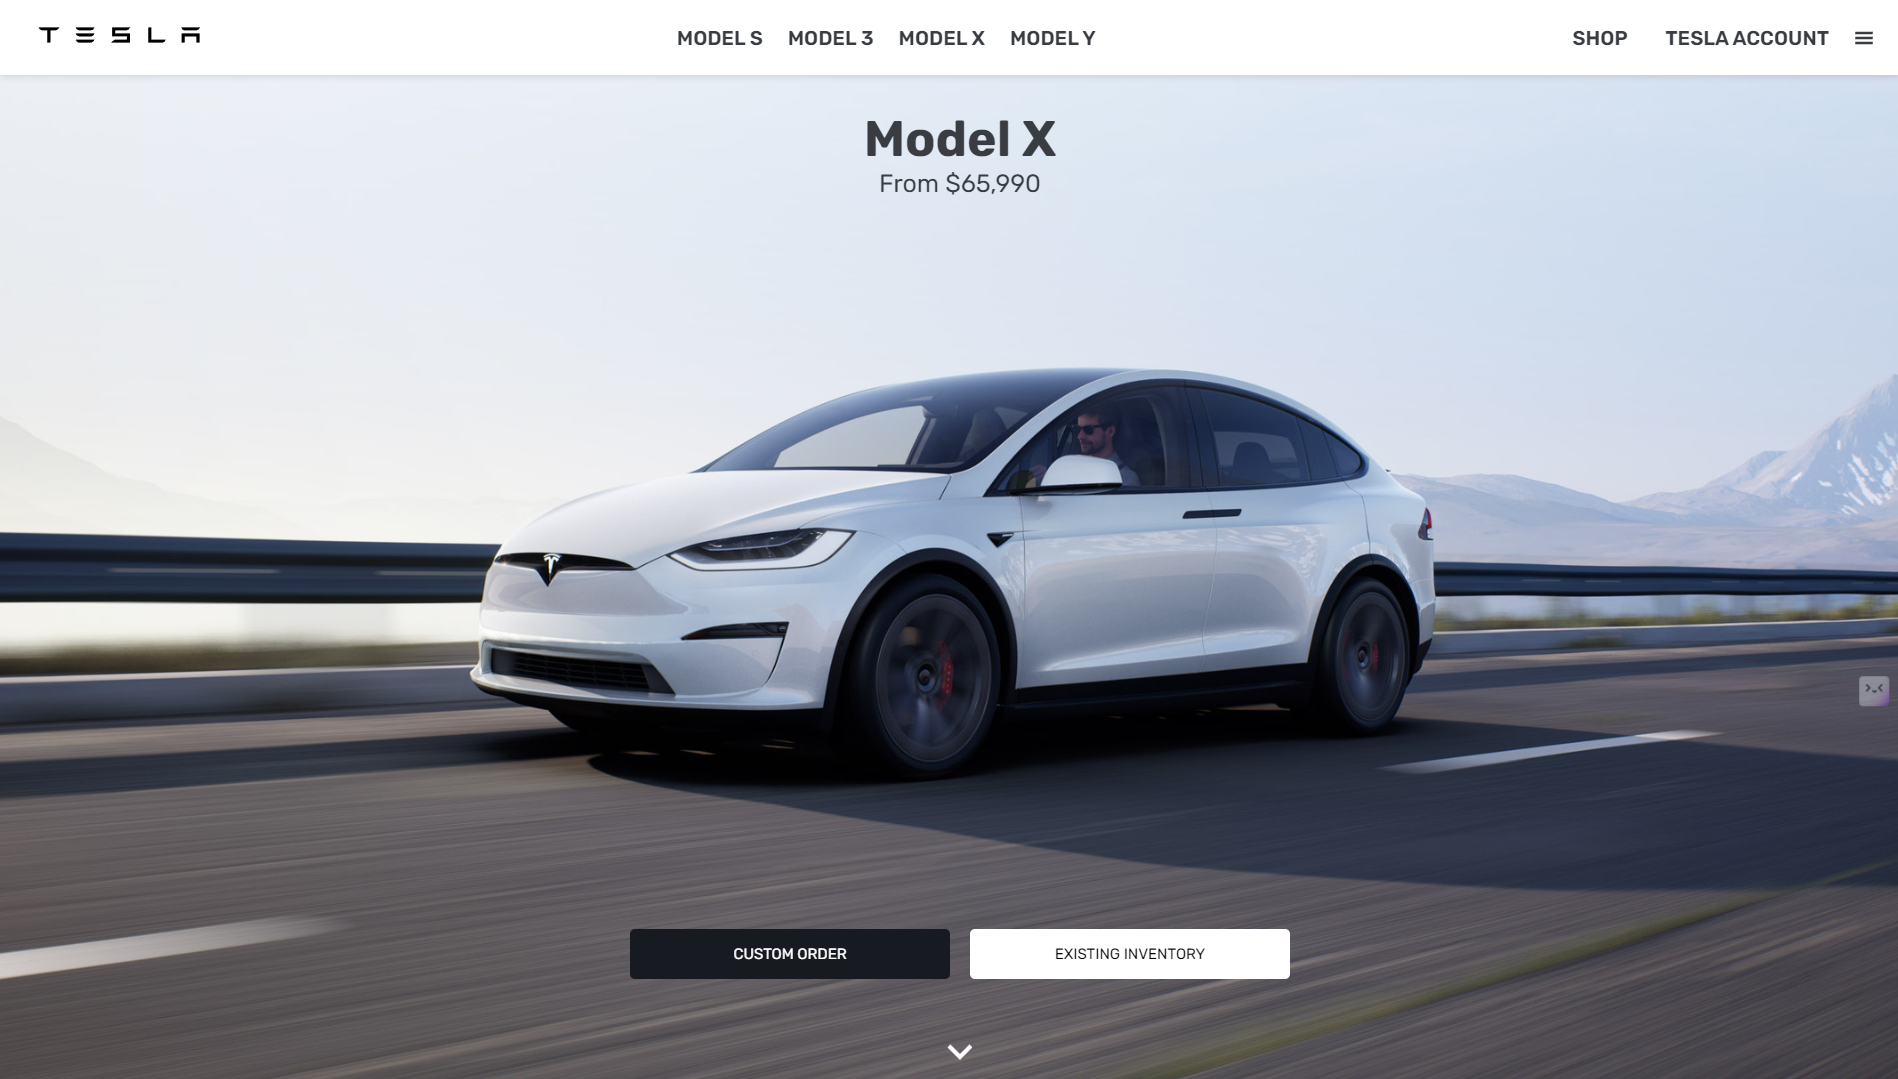 TESLA
MODEL S MODEL 3 MODEL X MODEL Y
SHOP TESLA ACCOUNT
Model X
From $65,990
CUSTOM ORDER
EXISTING INVENTORY